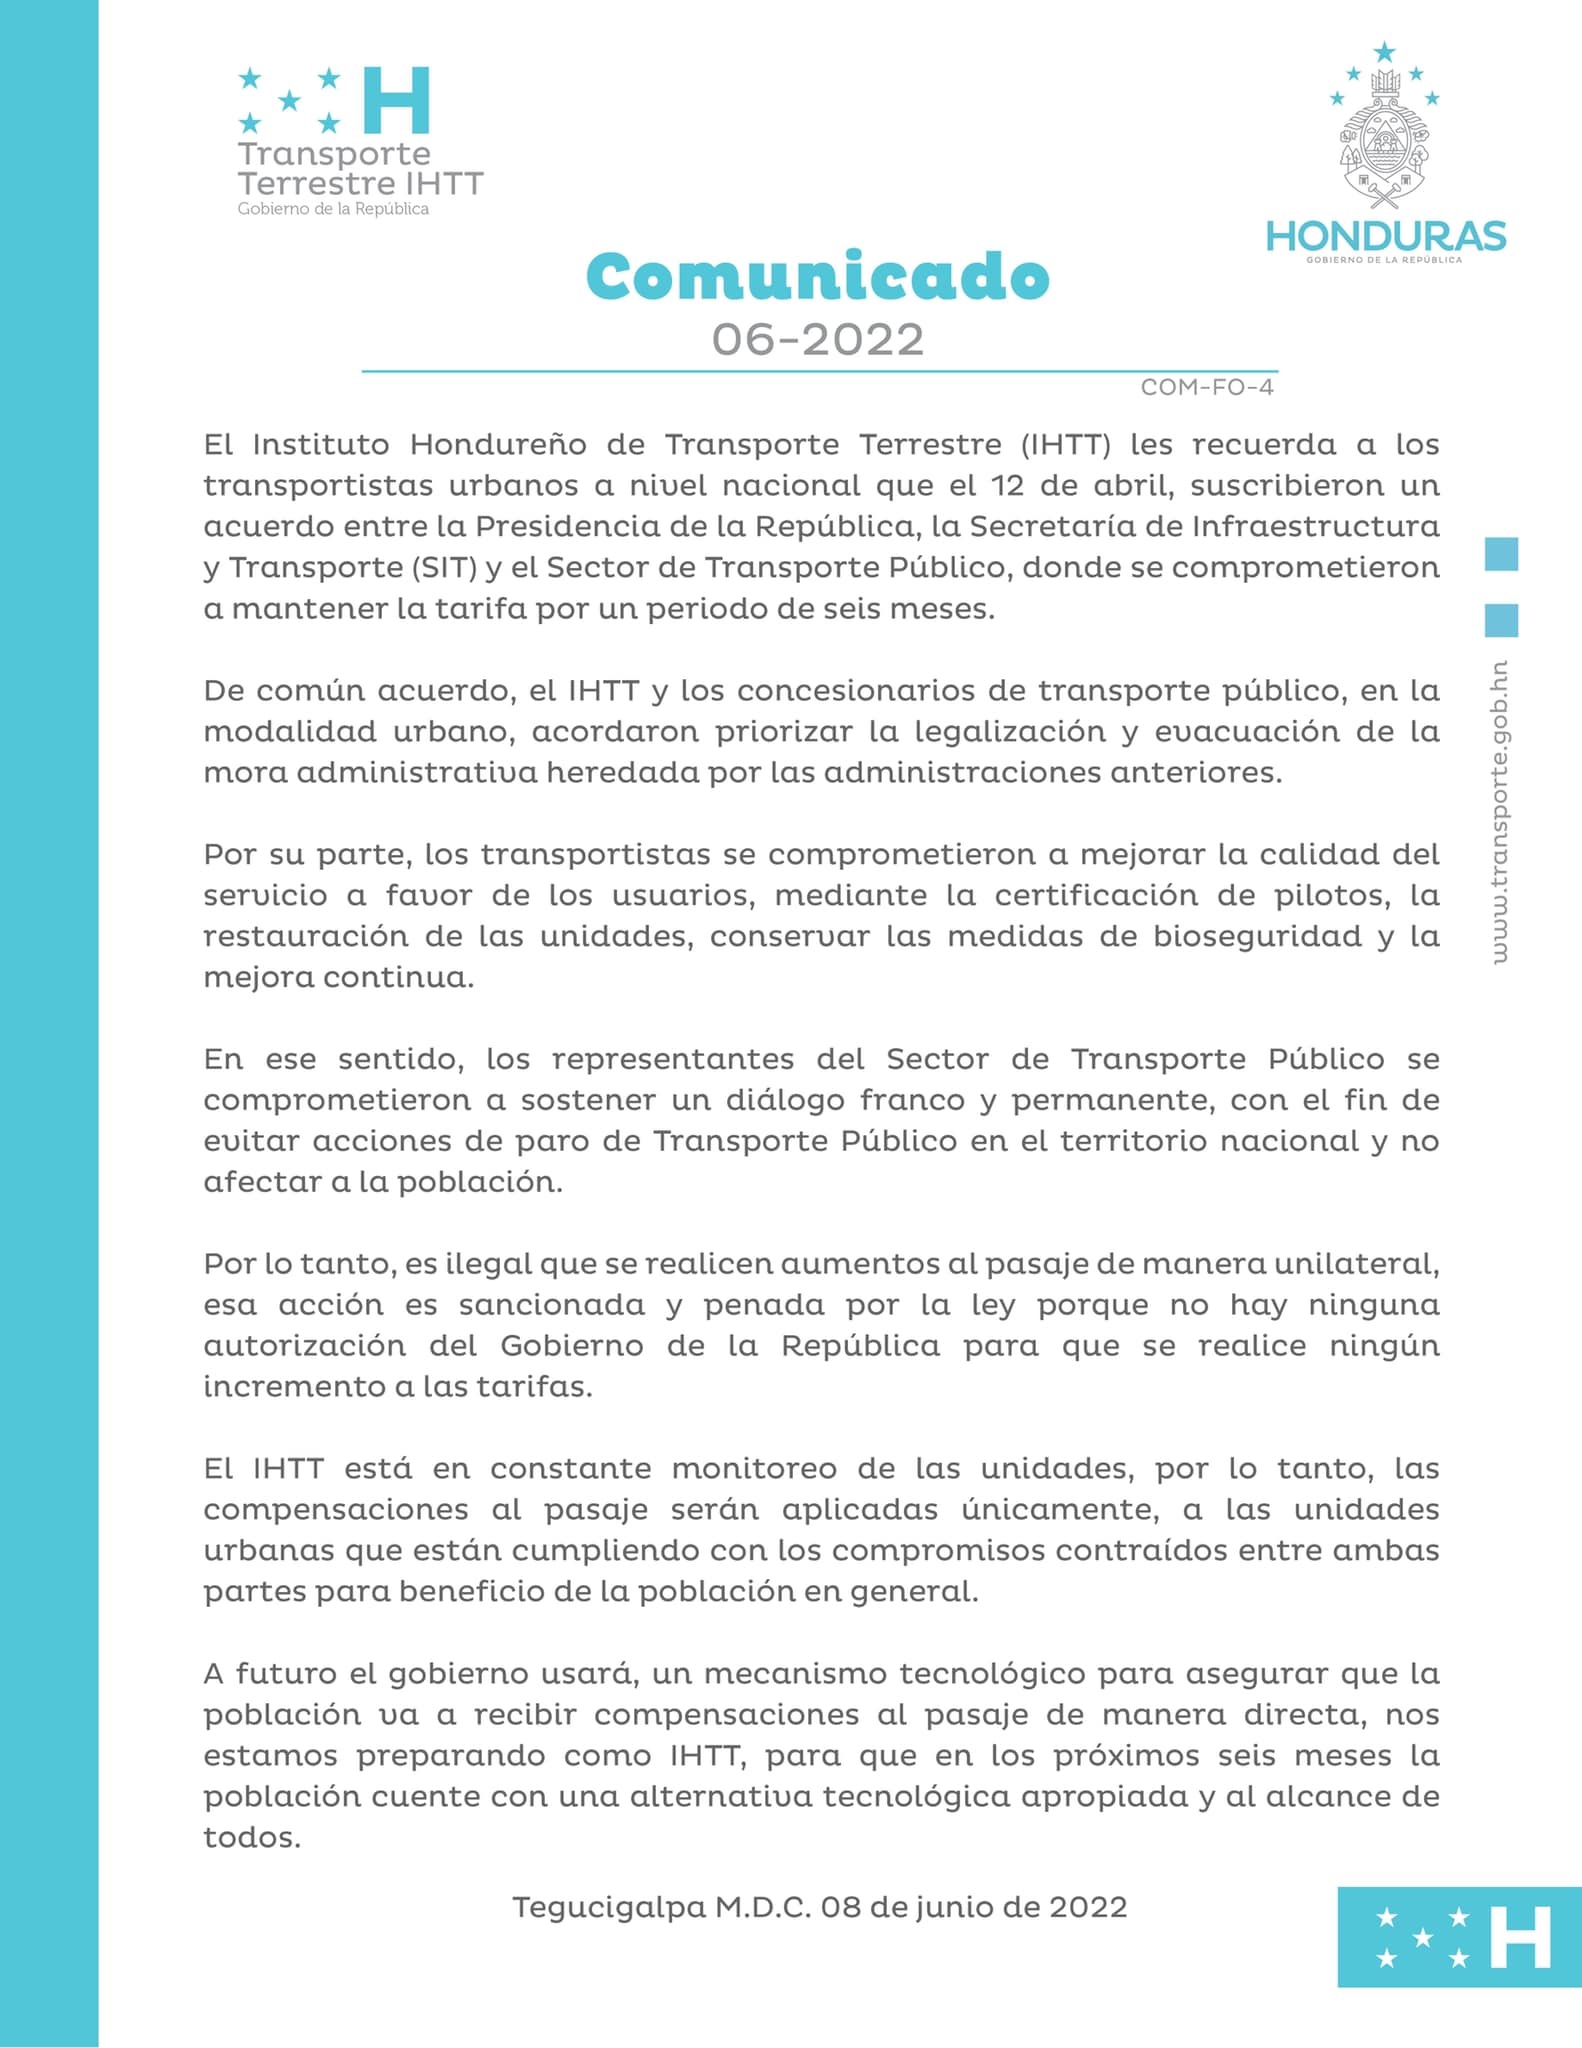 H
Transporte
Terrestre IHTT
Gobierno de la República
HONDURAS
GOBIERNO DE LA REPÚBLICA
Comunicado
06-2022
COM-FO-4
El Instituto Hondureño de Transporte Terrestre (IHTT) les recuerda a los
transportistas urbanos a nivel nacional que el 12 de abril, suscribieron un
acuerdo entre la Presidencia de la República, la Secretaría de Infraestructura
y Transporte (SIT) y el Sector de Transporte Público, donde se comprometieron
a mantener la tarifa por un periodo de seis meses.
De común acuerdo, el IHTT y los concesionarios de transporte público, en la
modalidad urbano, acordaron priorizar la legalización y evacuación de la
mora administrativa heredada por las administraciones anteriores.
Por su parte, los transportistas se comprometieron a mejorar la calidad del
servicio a favor de los usuarios, mediante la certificación de pilotos, la
restauración de las unidades, conservar las medidas de bioseguridad y la
mejora continua.
En ese sentido, los representantes del Sector de Transporte Público se
comprometieron a sostener un diálogo franco y permanente, con el fin de
evitar acciones de paro de Transporte Público en el territorio nacional y no
afectar a la población.
Por lo tanto, es ilegal que se realicen aumentos al pasaje de manera unilateral,
esa acción es sancionada y penada por la ley porque no hay ninguna
autorización del Gobierno de la República para que se realice ningún
incremento a las tarifas.
El IHTT está en constante monitoreo de las unidades, por lo tanto, las
compensaciones al pasaje serán aplicadas únicamente, a las unidades
urbanas que están cumpliendo con los compromisos contraídos entre ambas
partes para beneficio de la población en general.
A futuro el gobierno usará, un mecanismo tecnológico para asegurar que la
población va a recibir compensaciones al pasaje de manera directa, nos
estamos preparando como IHTT, para que en los próximos seis meses la
población cuente con una alternativa tecnológica apropiada y al alcance de
todos.
Tegucigalpa M.D.C. 08 de junio de 2022
www.transporte.gob.hn
H